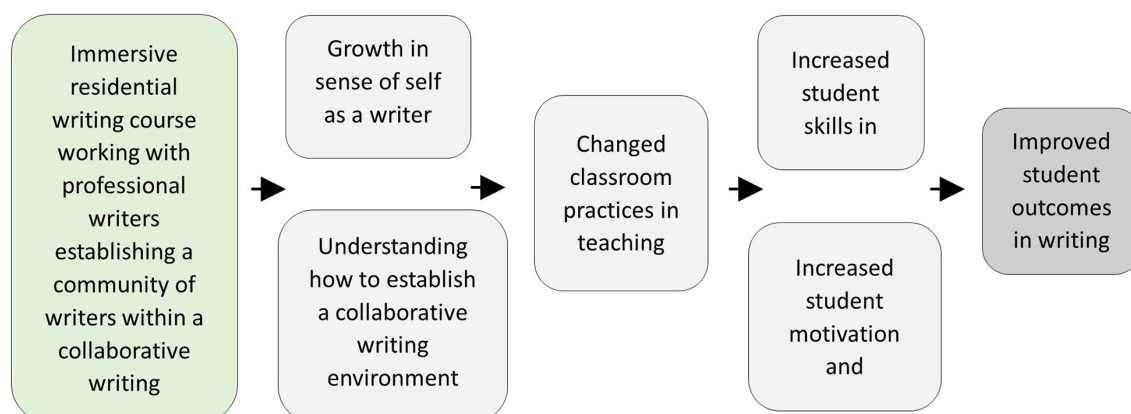 Immersive
residential
writing course
working with
professional
writers
establishing a
community of
writers within a
collaborative
writing
Growth in
sense of self
as a writer
Understanding
how to establish
a collaborative
writing
environment
Changed
classroom
practices in
teaching
Increased
student
skills in
Increased
student
motivation
and
Improved
student
outcomes
in writing